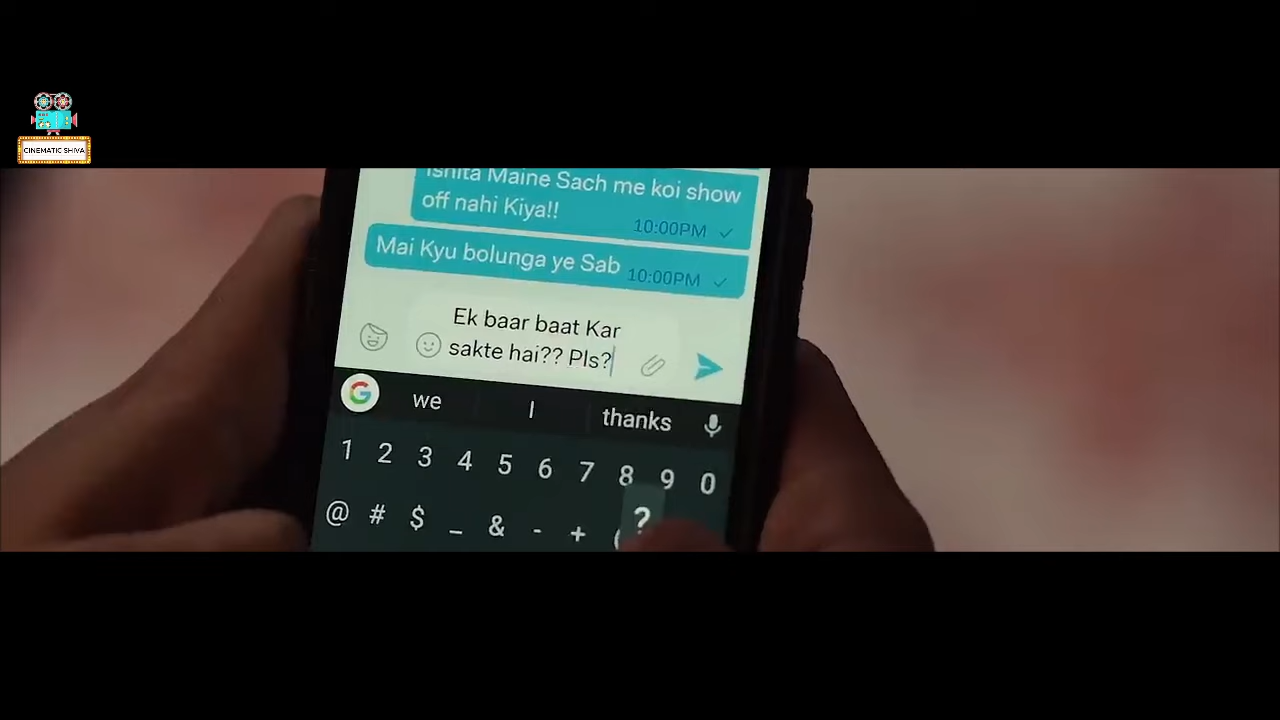 CINEMATIC SHIVA
Ishita Maine Sach me koi show
off nahi Kiya!!
10:00PM
Mai Kyu bolunga ye Sab
10:00PM
Ek baar baat Kar
sakte hai?? Pls?
G
we I thanks
1 2 3 4 5 6 7 8 9 0
@ # $ _ & - + (
?